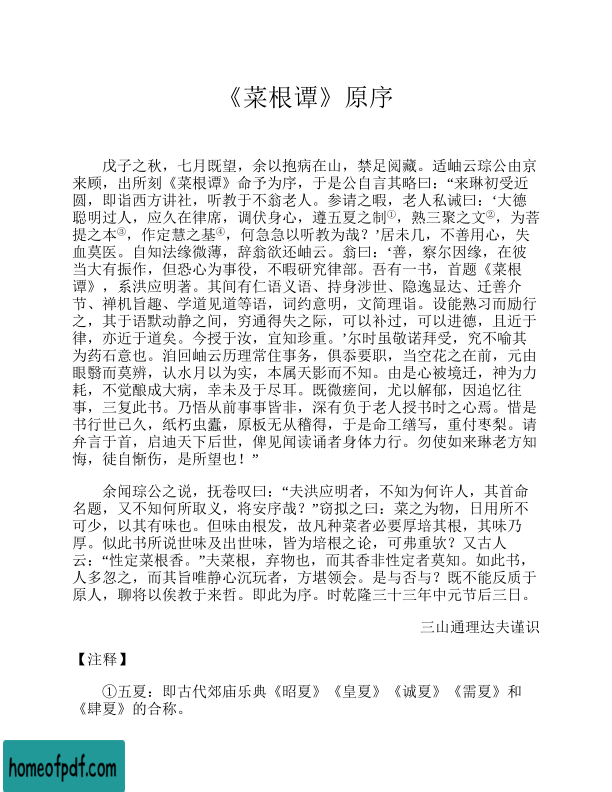 《菜根谭》原序
戊子之秋，七月既望，余以抱病在山，禁足阅藏。适岫云琮公由京
来顾，出所刻《菜根谭》命予为序，于是公自言其略曰：“来琳初受近
圆，即诣西方讲社，听教于不翁老人。参请之暇，老人私诫曰：‘大德
聪明过人，应久在律席，调伏身心，遵五夏之制①，熟三聚之文②，为菩
提之本③，作定慧之基④，何急急以听教为哉？’居未几，不善用心，失
血莫医。自知法缘微薄，辞翁欲还岫云。翁曰：‘善，察尔因缘，在彼
当大有振作，但恐心为事役，不暇研究律部。吾有一书，首题《菜根
谭》，系洪应明著。其间有仁语义语、持身涉世、隐逸显达、迁善介
节、禅机旨趣、学道见道等语，词约意明，文简理诣。设能熟习而励行
之，其于语默动静之间，穷通得失之际，可以补过，可以进德，且近于
律，亦近于道矣。今授于汝，宜知珍重。’尔时虽敬诺拜受，究不喻其
为药石意也。洎回岫云历理常住事务，俱忝要职，当空花之在前，元由
眼翳而莫辨，认水月以为实，本属天影而不知。由是心被境迁，神为力
耗，不觉酿成大病，幸未及于尽耳。既微瘥间，尤以解郁，因追忆往
事，三复此书。乃悟从前事事皆非，深有负于老人授书时之心焉。惜是
书行世已久，纸朽虫蠹，原板无从稽得，于是命工缮写，重付枣梨。请
弁言于首，启迪天下后世，俾见闻读诵者身体力行。勿使如来琳老方知
悔，徒自惭伤，是所望也！”
余闻琮公之说，抚卷叹曰：“夫洪应明者，不知为何许人，其首命
名题，又不知何所取义，将安序哉？”窃拟之曰：菜之为物，日用所不
可少，以其有味也。但味由根发，故凡种菜者必要厚培其根，其味乃
厚。似此书所说世味及出世味，皆为培根之论，可弗重欤？又古人
云：“性定菜根香。”夫菜根，弃物也，而其香非性定者莫知。如此书，
人多忽之，而其旨唯静心沉玩者，方堪领会。是与否与？既不能反质于
原人，聊将以俟教于来哲。即此为序。时乾隆三十三年中元节后三日。
三山通理达夫谨识
【注释】
①五夏：即古代郊庙乐典《昭夏》《皇夏》《诚夏》《需夏》和
《肆夏》的合称。
homeofpdf.com